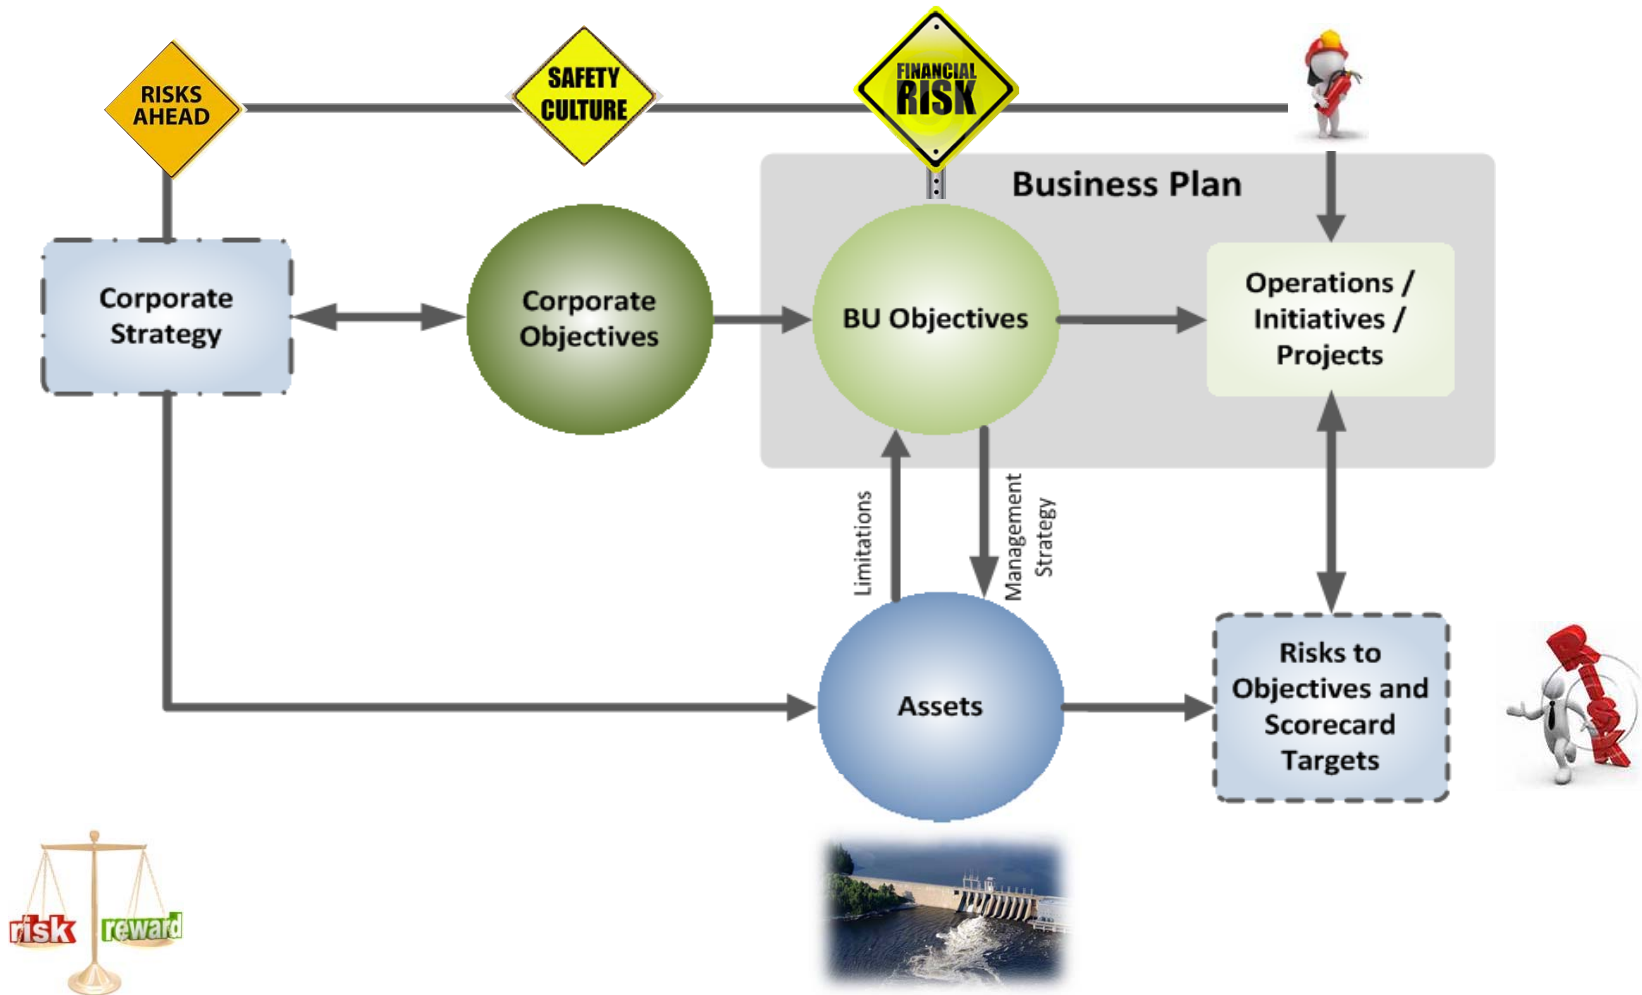 RISKS
AHEAD
SAFETY
CULTURE
FINANCIAL
RISK
Business Plan
Corporate
Strategy
Corporate
Objectives
BU Objectives
Operations /
Initiatives /
Projects
Limitations
Management
Strategy
Assets
Risks to
Objectives and
Scorecard
Targets
RISK
risk
reward